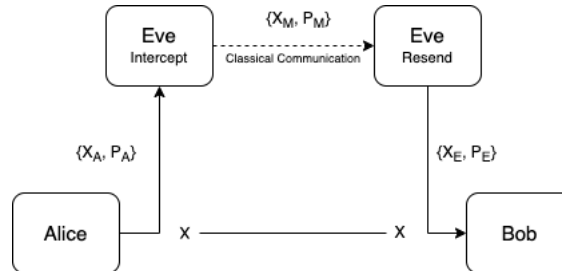 Eve
Intercept
{X_M, P_M}
Classical Communication
Eve
Resend
{X_A, P_A}
{X_E, P_E}
Alice
X
X
Bob